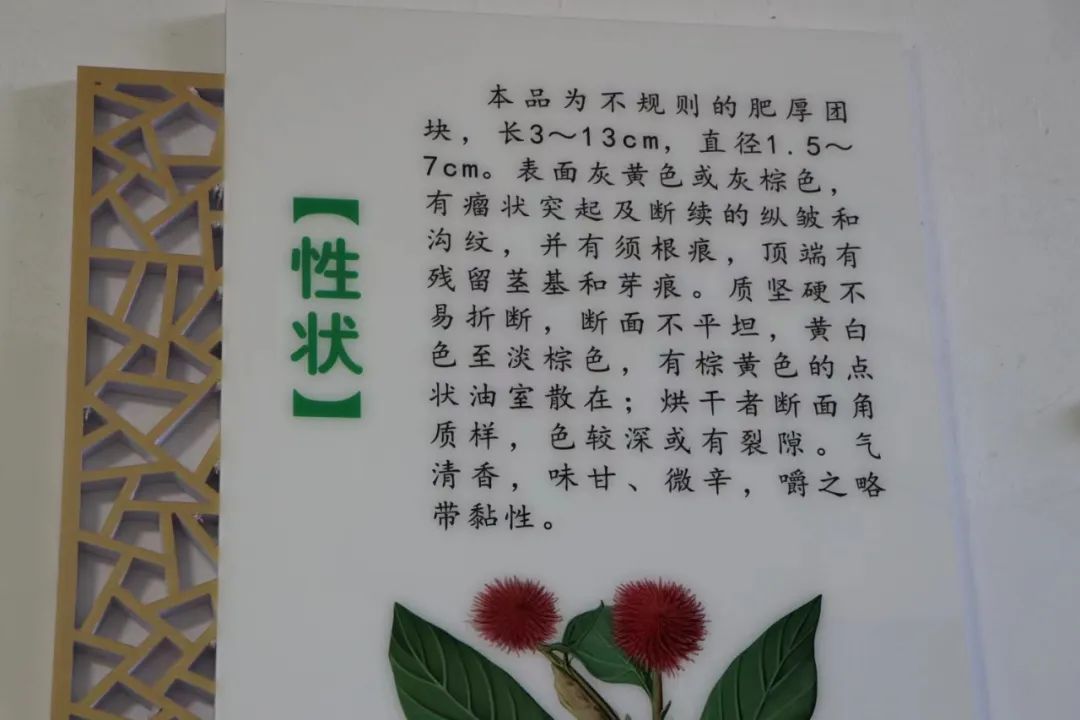 【性状】
本品为不规则的肥厚团
块，长3～13cm，直径1.5～
7cm。表面灰黄色或灰棕色，
有瘤状突起及断续的纵皱和
沟纹，并有须根痕，顶端有
残留茎基和芽痕。质坚硬不
易折断，断面不平坦，黄白
色至淡棕色，有棕黄色的点
状油室散在；烘干者断面角
质样，色较深或有裂隙。气
清香，味甘、微辛，嚼之略
带黏性。